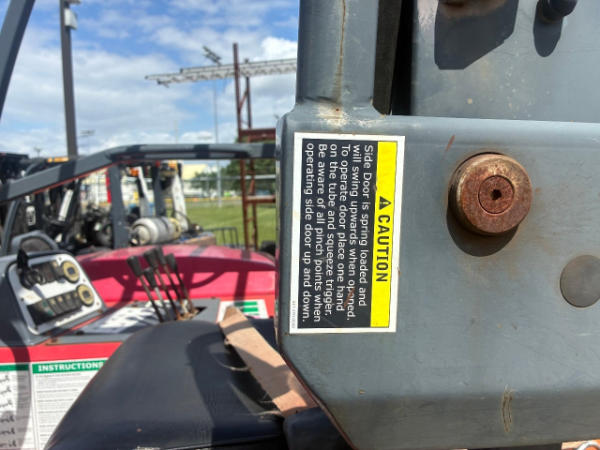 CAUTION
Side Door is spring loaded and
will swing upwards when opened.
To operate door place one hand
on the tube and squeeze trigger.
Be aware of all pinch points when
operating side door up and down.
INSTRUCTIONS